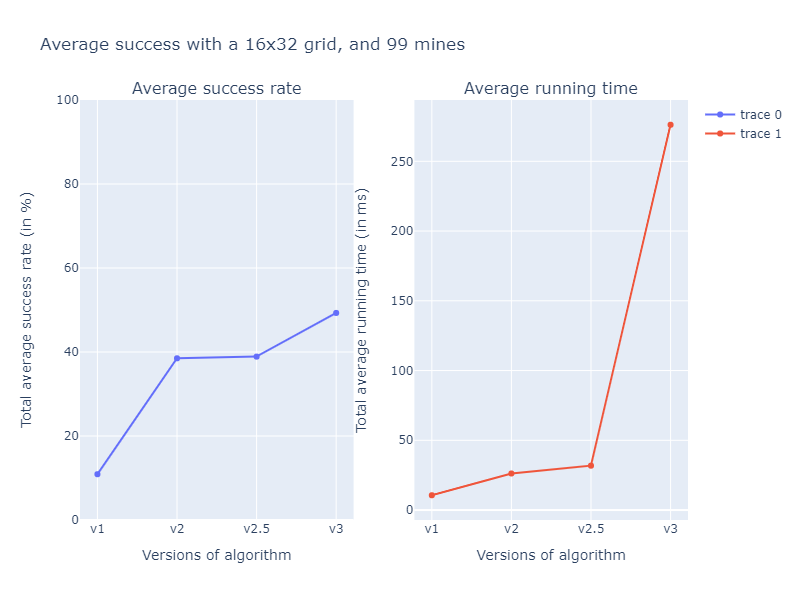 Average success with a 16x32 grid, and 99 mines
Average success rate
Total average success rate (in %)
100
80
60
40
20
0
v1
v2
v2.5
v3
Versions of algorithm
Average running time
Total average running time (in ms)
250
200
150
100
50
0
v1
v2
v2.5
v3
Versions of algorithm
trace 0
trace 1